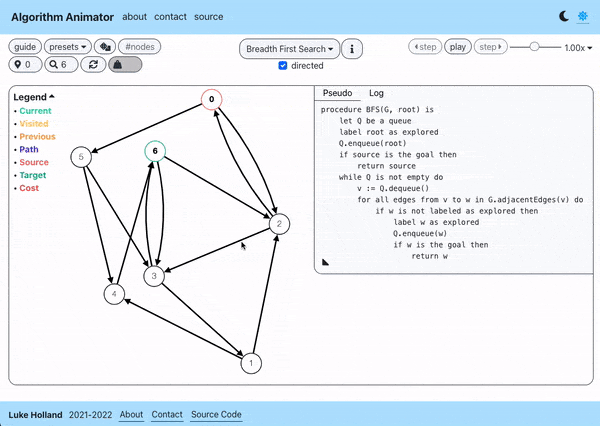 Algorithm Animator about contact source
guide presets #nodes Breadth First Search i step play step 1.00x
0 6 directed
Legend
• Current
• Visited
• Previous
• Path
• Source
• Target
• Cost
0
5
6
2
3
4
1
Pseudo Log
procedure BFS(G, root) is
let Q be a queue
label root as explored
Q.enqueue(root)
if source is the goal then
return source
while Q is not empty do
v := Q.dequeue()
for all edges from v to w in G.adjacentEdges(v) do
if w is not labeled as explored then
label w as explored
Q.enqueue(w)
if w is the goal then
return w
Luke Holland 2021-2022 About Contact Source Code